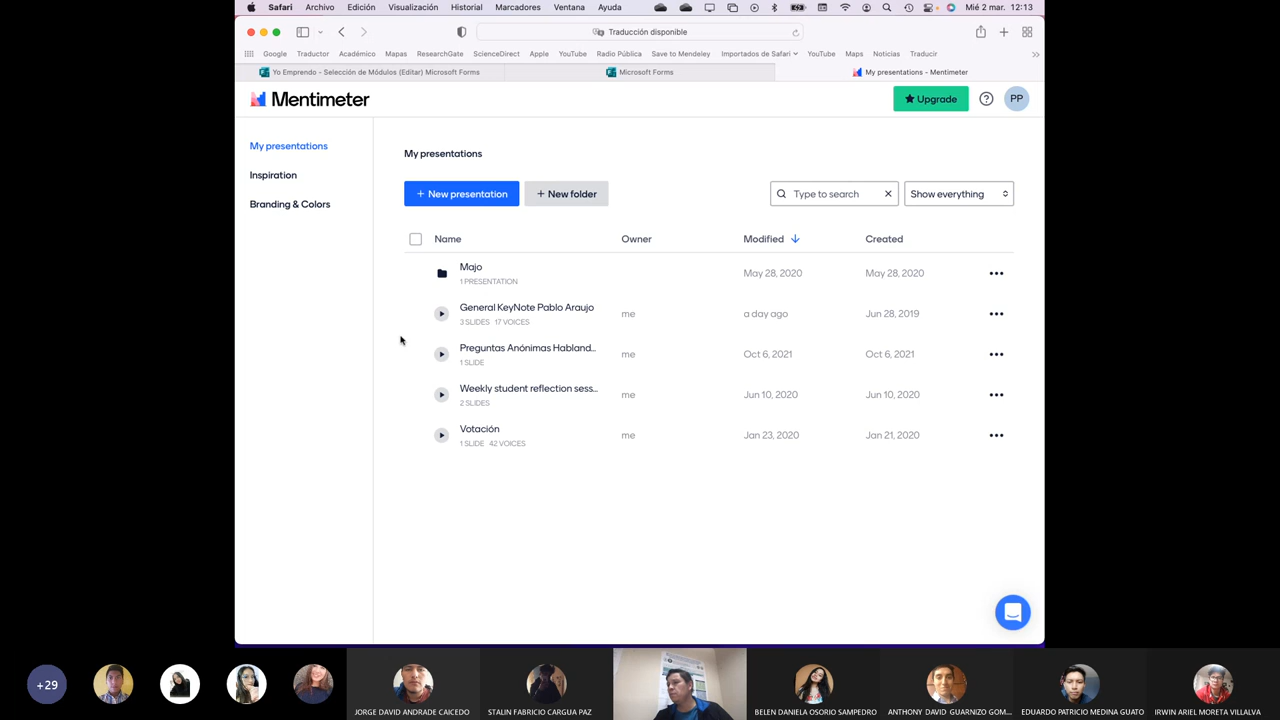 Safari Archivo Edición Visualización Historial Marcadores Ventana Ayuda Mié 2 mar. 12:13
Traducción disponible
Google Traductor Académico Mapas ResearchGate ScienceDirect Apple YouTube Radio Pública Save to Mendeley Importados de Safari YouTube Maps Noticias Traducir
Yo Emprendo - Selección de Módulos (Editar) Microsoft Forms Microsoft Forms My presentations - Mentimeter
Mentimeter Upgrade ? PP
My presentations
Inspiration
Branding & Colors
My presentations
+ New presentation + New folder Type to search Show everything
Name Owner Modified Created
Majo May 28, 2020 May 28, 2020
1 PRESENTATION
General KeyNote Pablo Araujo me a day ago Jun 28, 2019
3 SLIDES 17 VOICES
Preguntas Anónimas Habland... me Oct 6, 2021 Oct 6, 2021
1 SLIDE
Weekly student reflection sess... me Jun 10, 2020 Jun 10, 2020
2 SLIDES
Votación me Jan 23, 2020 Jan 21, 2020
1 SLIDE 42 VOICES
+29
JORGE DAVID ANDRADE CAICEDO STALIN FABRICIO CARGUA PAZ BELEN DANIELA OSORIO SAMPEDRO ANTHONY DAVID GUARNIZO GOM... EDUARDO PATRICIO MEDINA GUATO IRWIN ARIEL MORETA VILLALVA